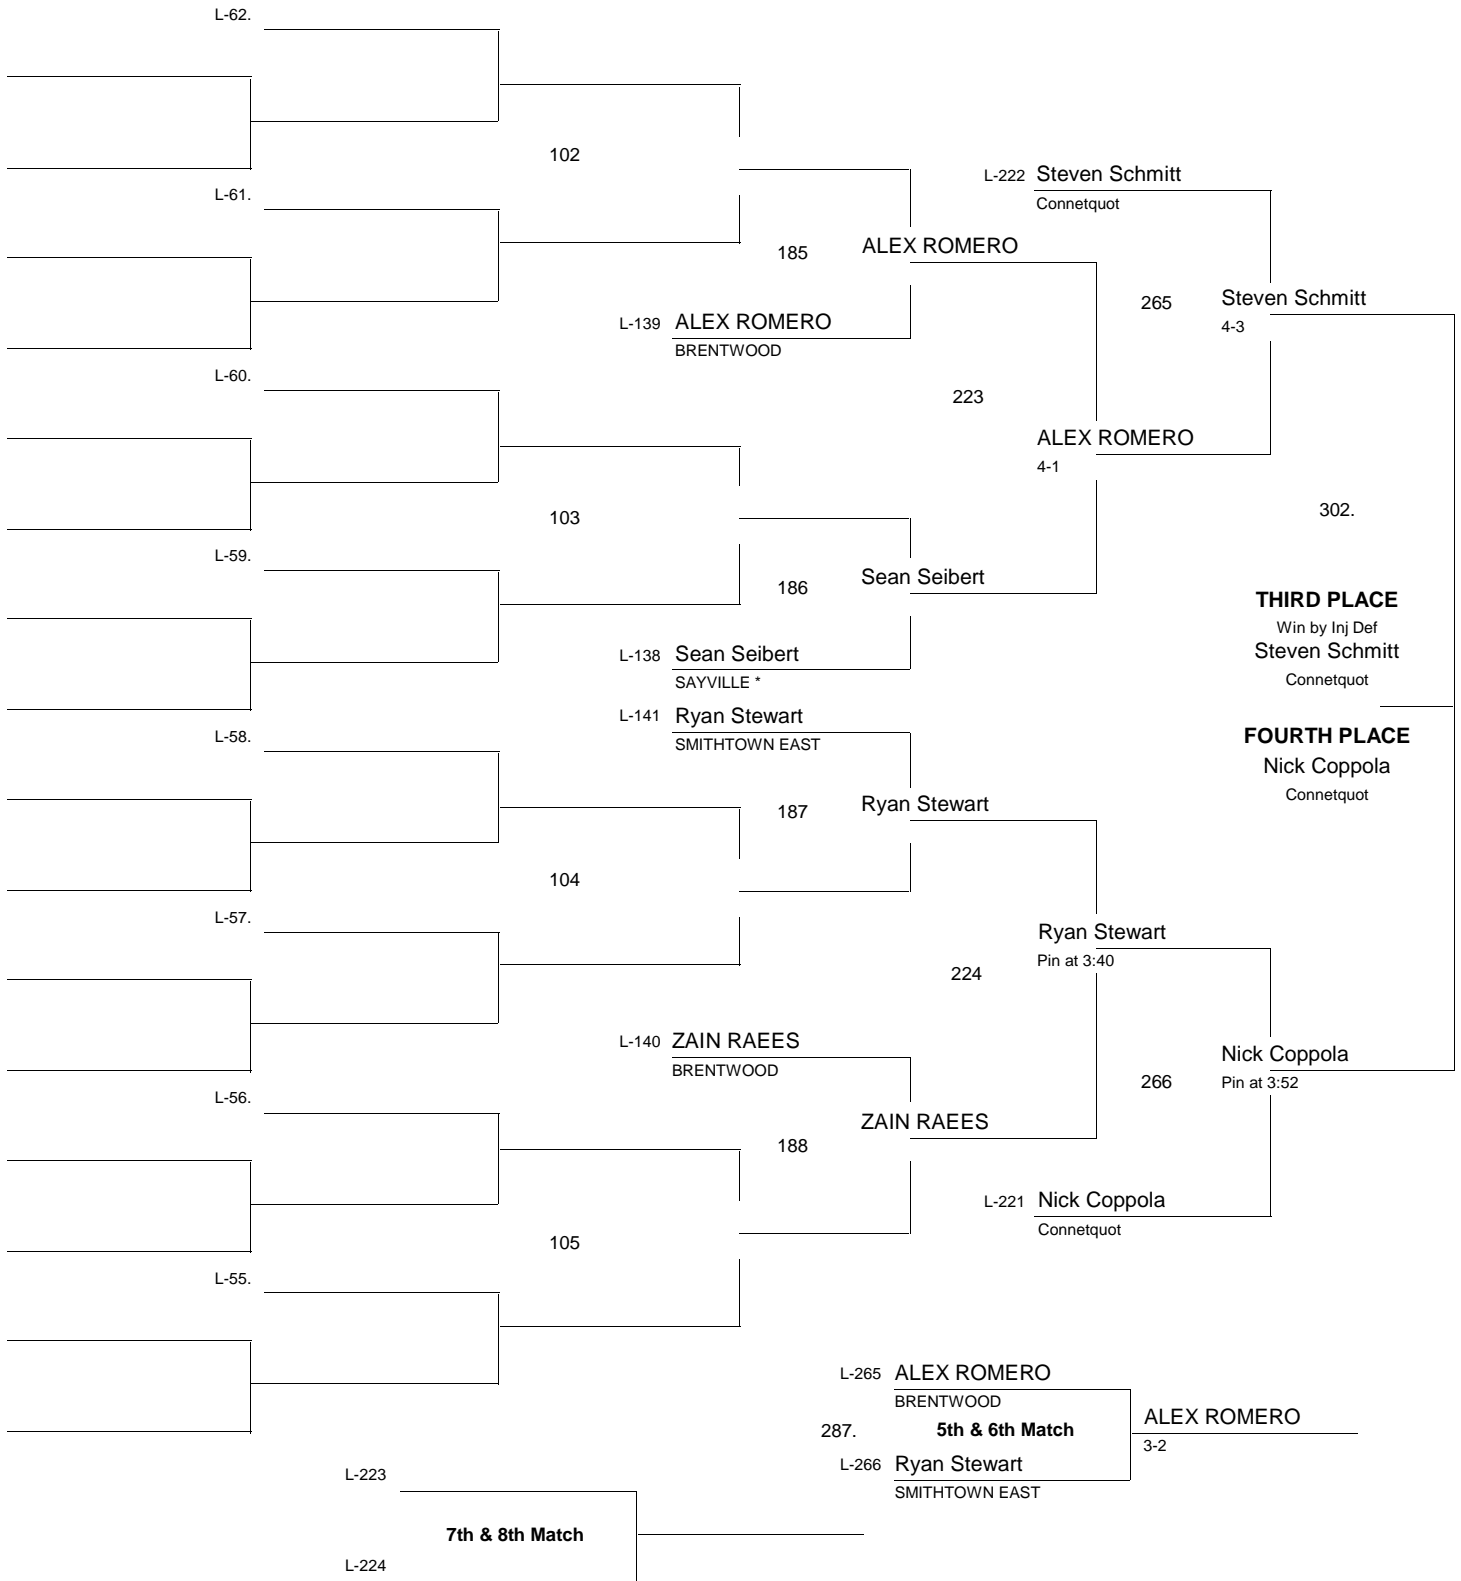 L-62.
102
L-222 Steven Schmitt
Connetquot
L-61.
185
ALEX ROMERO
265
Steven Schmitt
4-3
L-139 ALEX ROMERO
BRENTWOOD
L-60.
223
ALEX ROMERO
4-1
103
302.
L-59.
186
Sean Seibert
THIRD PLACE
Win by Inj Def
Steven Schmitt
Connetquot
L-138 Sean Seibert
SAYVILLE *
L-141 Ryan Stewart
SMITHTOWN EAST
L-58.
FOURTH PLACE
Nick Coppola
Connetquot
187
Ryan Stewart
104
L-57.
Ryan Stewart
Pin at 3:40
224
L-140 ZAIN RAEES
BRENTWOOD
Nick Coppola
Pin at 3:52
266
L-56.
ZAIN RAEES
188
L-221 Nick Coppola
Connetquot
105
L-55.
L-265 ALEX ROMERO
BRENTWOOD
287. 5th & 6th Match
ALEX ROMERO
3-2
L-266 Ryan Stewart
SMITHTOWN EAST
L-223
7th & 8th Match
L-224